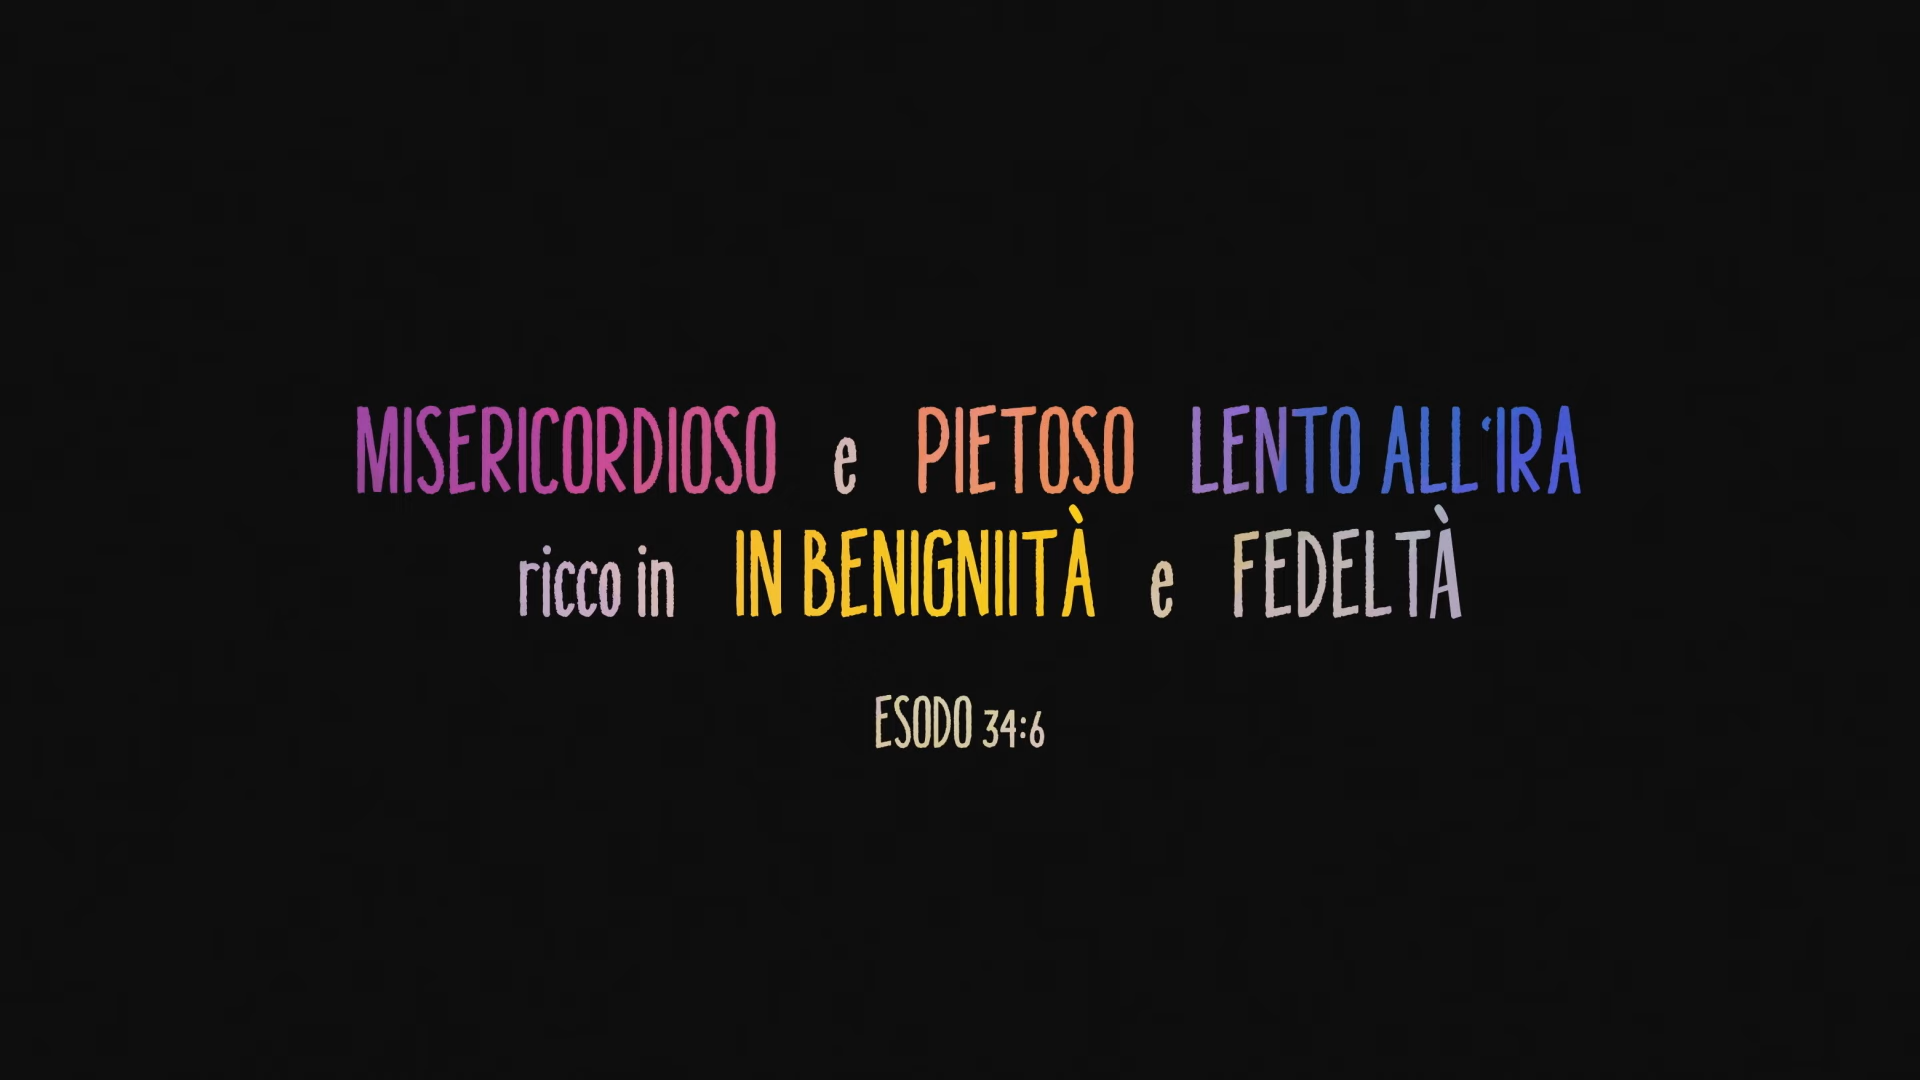 MISERICORDIOSO e PIETOSO LENTO ALL‘IRA
ricco in IN BENIGNIITÀ e FEDELTÀ
ESODO 34:6